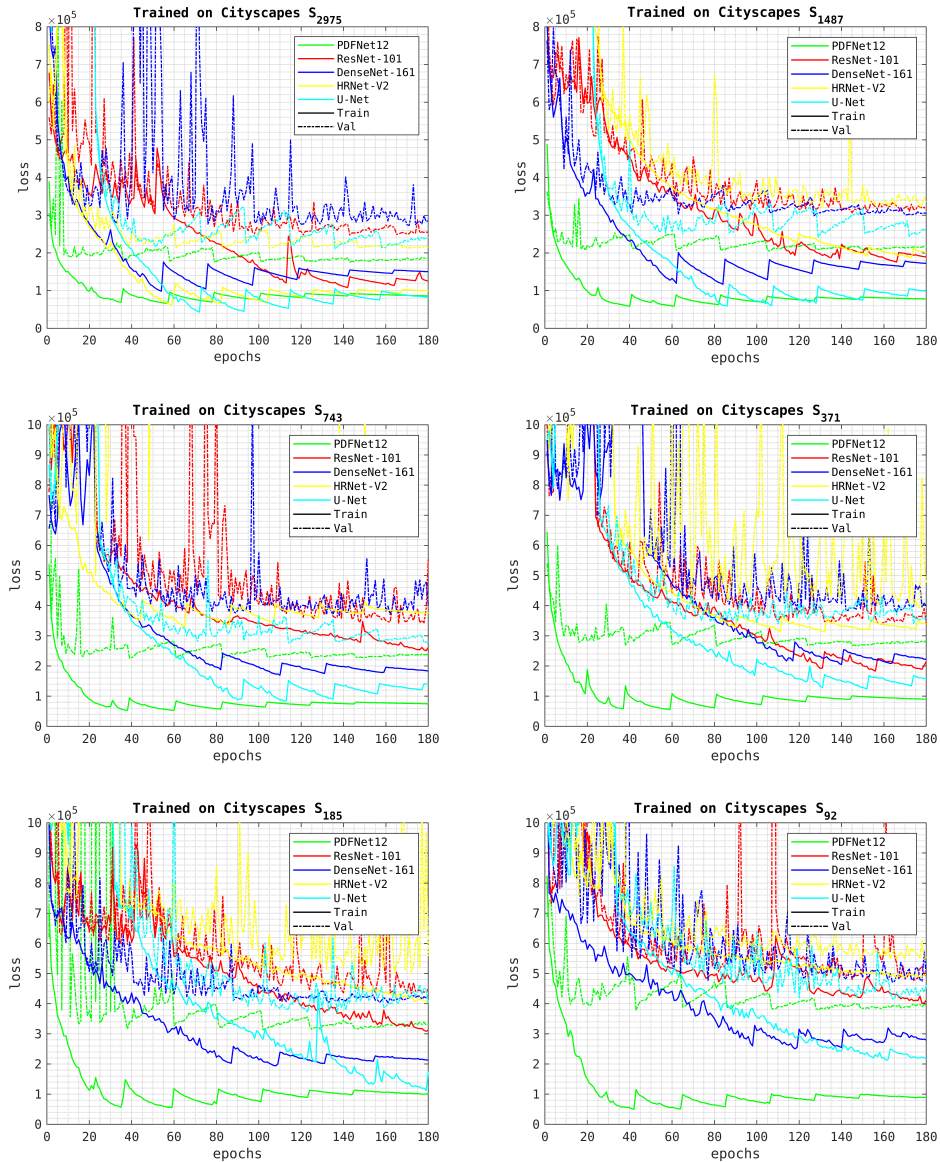 Trained on Cityscapes S2975
×10^5
8
7
6
5
4
3
2
1
0
loss
0 20 40 60 80 100 120 140 160 180
epochs
PDFNet12
ResNet-101
DenseNet-161
HRNet-V2
U-Net
Train
Val
Trained on Cityscapes S1487
×10^5
8
7
6
5
4
3
2
1
0
loss
0 20 40 60 80 100 120 140 160 180
epochs
PDFNet12
ResNet-101
DenseNet-161
HRNet-V2
U-Net
Train
Val
Trained on Cityscapes S743
×10^5
10
9
8
7
6
5
4
3
2
1
0
loss
0 20 40 60 80 100 120 140 160 180
epochs
PDFNet12
ResNet-101
DenseNet-161
HRNet-V2
U-Net
Train
Val
Trained on Cityscapes S371
×10^5
10
9
8
7
6
5
4
3
2
1
0
loss
0 20 40 60 80 100 120 140 160 180
epochs
PDFNet12
ResNet-101
DenseNet-161
HRNet-V2
U-Net
Train
Val
Trained on Cityscapes S185
×10^5
10
9
8
7
6
5
4
3
2
1
0
loss
0 20 40 60 80 100 120 140 160 180
epochs
PDFNet12
ResNet-101
DenseNet-161
HRNet-V2
U-Net
Train
Val
Trained on Cityscapes S92
×10^5
10
9
8
7
6
5
4
3
2
1
0
loss
0 20 40 60 80 100 120 140 160 180
epochs
PDFNet12
ResNet-101
DenseNet-161
HRNet-V2
U-Net
Train
Val